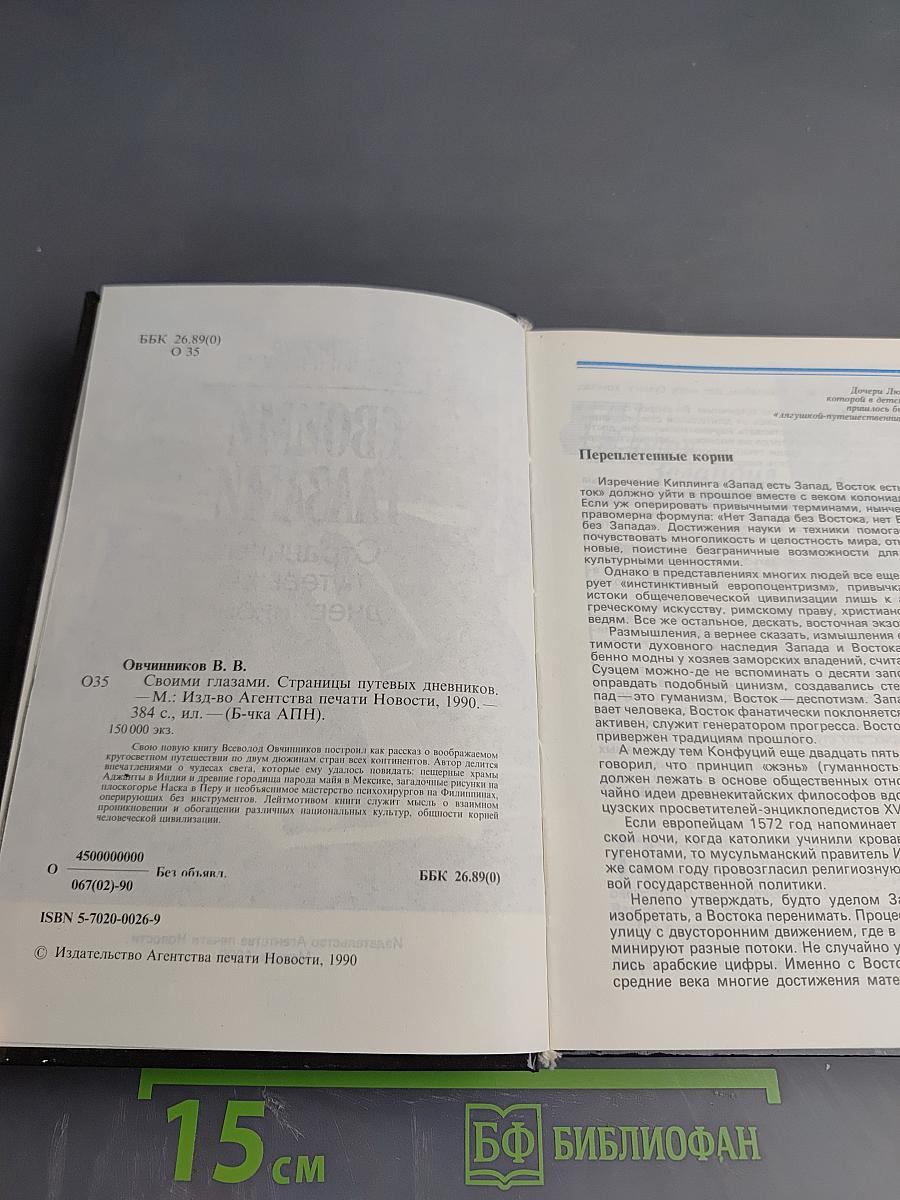 ББК 26.89(0)
О 35
Овчинников В. В.
О35 Своими глазами. Страницы путевых дневников.
— М.: Изд-во Агентства печати Новости, 1990. —
384 с., ил. — (Б-чка АПН).
150 000 экз.
Свою новую книгу Всеволод Овчинников построил как рассказ о воображаемом
кругосветном путешествии по двум дюжинам стран всех континентов. Автор делится
впечатлениями о чудесах света, которые ему удалось повидать: пещерные храмы
Аджанты в Индии и древние городища народа майя в Мексике, загадочные рисунки на
плоскогорье Наска в Перу и необъяснимое мастерство психохирургов на Филиппинах,
оперирующих без инструментов. Лейтмотивом книги служит мысль о взаимном
проникновении и обогащении различных национальных культур, общности корней
человеческой цивилизации.
О 4500000000 Без объявл. ББК 26.89(0)
067(02)-90
ISBN 5-7020-0026-9
© Издательство Агентства печати Новости, 1990
Дочери Лю
которой в детс
пришлось б
«лягушкой-путешественни
Переплетенные корни
Изречение Киплинга «Запад есть Запад, Восток есть
ток» должно уйти в прошлое вместе с веком колониа
Если уж оперировать привычными терминами, нынче
правомерна формула: «Нет Запада без Востока, нет В
без Запада». Достижения науки и техники помога
почувствовать многоликость и целостность мира, отк
новые, поистине безграничные возможности для
культурными ценностями.
Однако в представлениях многих людей все еще
рует «инстинктивный европоцентризм», привычка
истоки общечеловеческой цивилизации лишь к
греческому искусству, римскому праву, христианс
ведям. Все же остальное, дескать, восточная экзо
Размышления, а вернее сказать, измышления
тимости духовного наследия Запада и Востока
бенно модны у хозяев заморских владений, счита
Суэцем можно-де не вспоминать о десяти запо
оправдать подобный цинизм, создавались сте
пад — это гуманизм, Восток — деспотизм. Запа
вает человека, Восток фанатически поклоняется
активен, служит генератором прогресса. Восто
привержен традициям прошлого.
А между тем Конфуций еще двадцать пять
говорил, что принцип «жэнь» (гуманность
должен лежать в основе общественных отно
чайно идеи древнекитайских философов вдо
цузских просветителей-энциклопедистов XV
Если европейцам 1572 год напоминает
ской ночи, когда католики учинили крова
гугенотами, то мусульманский правитель И
же самом году провозгласил религиозную
вой государственной политики.
Нелепо утверждать, будто уделом За
изобретать, а Востока перенимать. Процес
улицу с двусторонним движением, где в
минируют разные потоки. Не случайно у
лись арабские цифры. Именно с Восто
средние века многие достижения мате
15 см
БФ БИБЛИОФАН